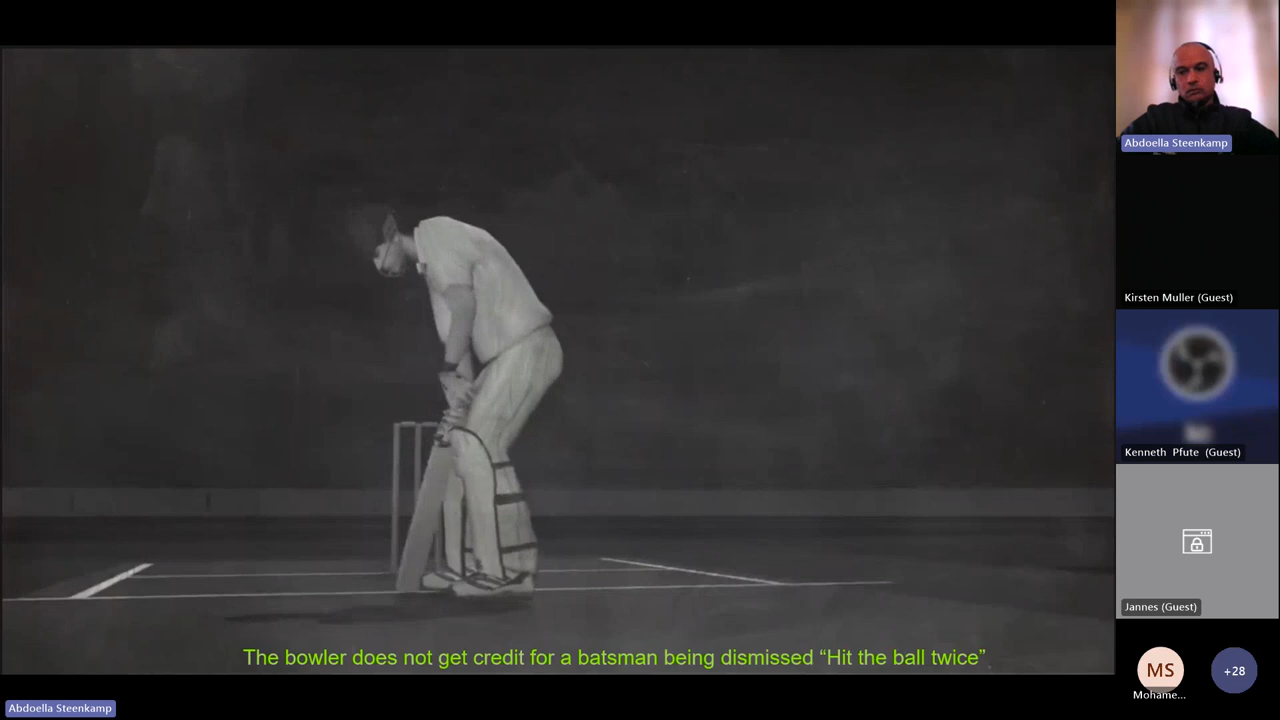 Abdoella Steenkamp
Kirsten Muller (Guest)
Kenneth Pfute (Guest)
Jannes (Guest)
The bowler does not get credit for a batsman being dismissed “Hit the ball twice”
MS
+28
Mohame...
Abdoella Steenkamp